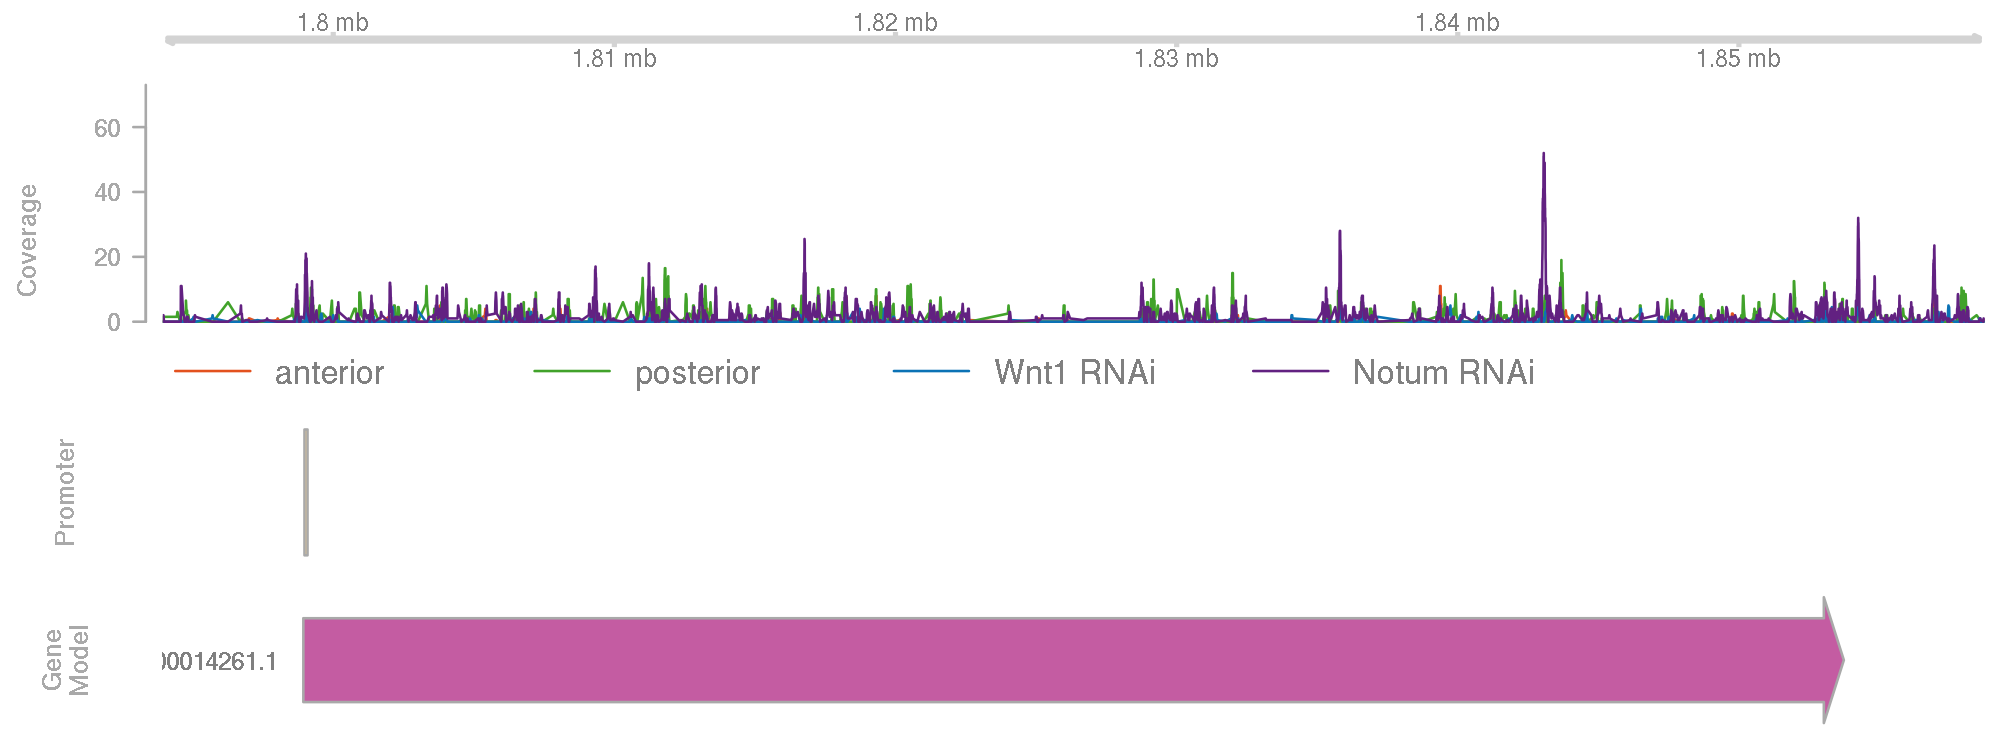 1.8 mb 1.82 mb 1.84 mb
1.81 mb 1.83 mb 1.85 mb
Coverage
60
40
20
0
anterior posterior Wnt1 RNAi Notum RNAi
Promoter
Gene
Model
00014261.1